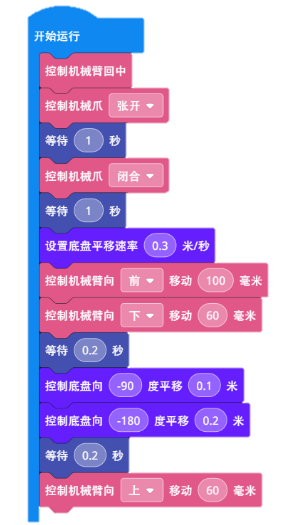 开始运行
控制机械臂回中
控制机械爪 张开
等待 1 秒
控制机械爪 闭合
等待 1 秒
设置底盘平移速率 0.3 米/秒
控制机械臂向 前 移动 100 毫米
控制机械臂向 下 移动 60 毫米
等待 0.2 秒
控制底盘向 -90 度平移 0.1 米
控制底盘向 -180 度平移 0.2 米
等待 0.2 秒
控制机械臂向 上 移动 60 毫米